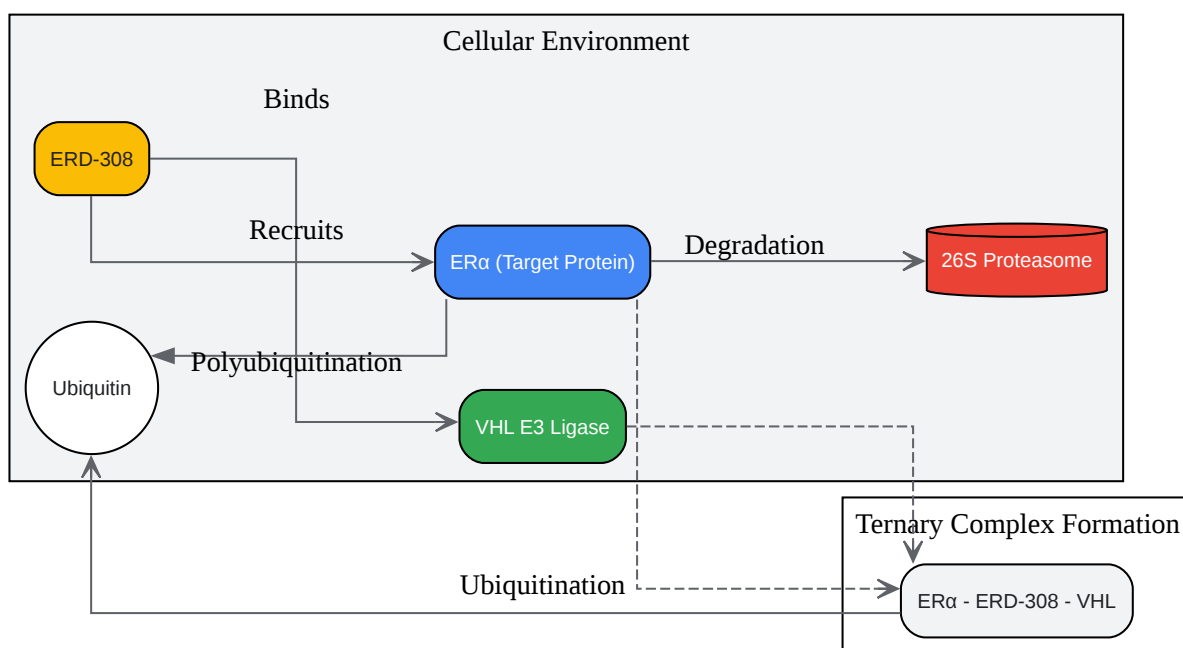 Cellular Environment
Binds
ERD-308
Recruits
ERα (Target Protein)
Degradation
26S Proteasome
Polyubiquitination
Ubiquitin
VHL E3 Ligase
Ternary Complex Formation
Ubiquitination
ERα - ERD-308 - VHL